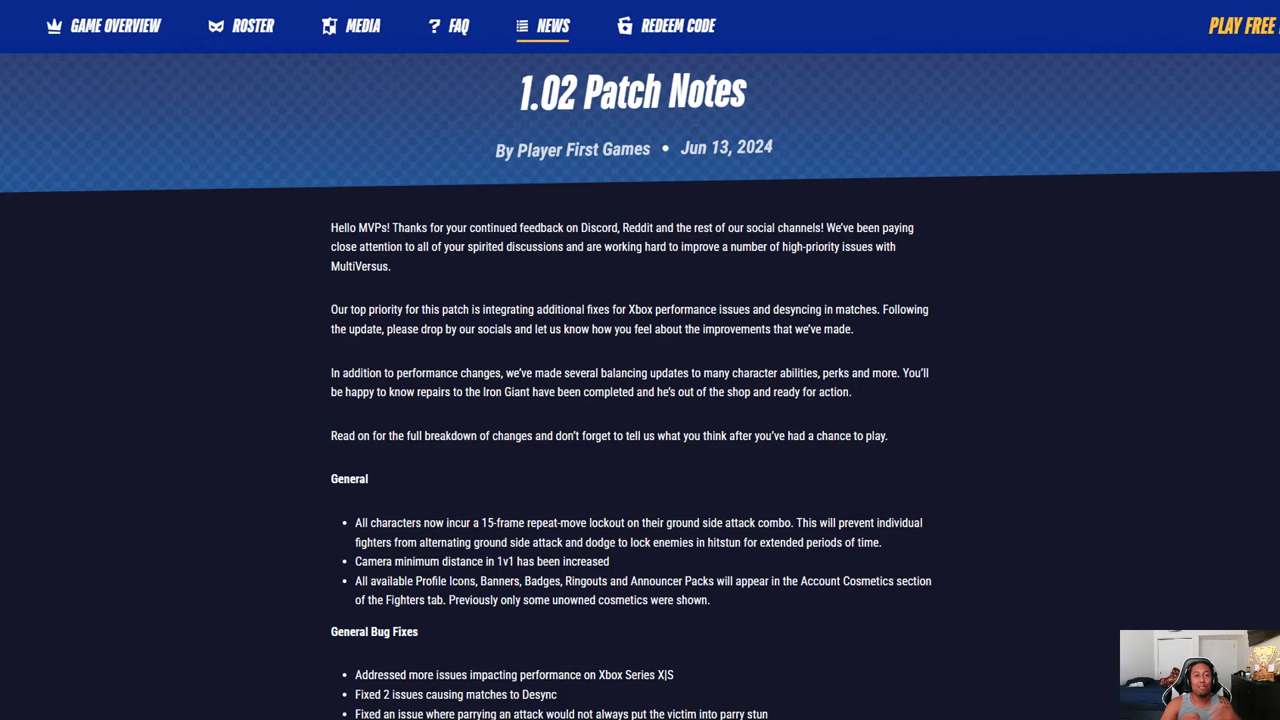 GAME OVERVIEW ROSTER MEDIA FAQ NEWS REDEEM CODE PLAY FREE
1.02 Patch Notes
By Player First Games • Jun 13, 2024
Hello MVPs! Thanks for your continued feedback on Discord, Reddit and the rest of our social channels! We've been paying
close attention to all of your spirited discussions and are working hard to improve a number of high-priority issues with
MultiVersus.
Our top priority for this patch is integrating additional fixes for Xbox performance issues and desyncing in matches. Following
the update, please drop by our socials and let us know how you feel about the improvements that we've made.
In addition to performance changes, we've made several balancing updates to many character abilities, perks and more. You'll
be happy to know repairs to the Iron Giant have been completed and he's out of the shop and ready for action.
Read on for the full breakdown of changes and don't forget to tell us what you think after you've had a chance to play.
General
• All characters now incur a 15-frame repeat-move lockout on their ground side attack combo. This will prevent individual
fighters from alternating ground side attack and dodge to lock enemies in hitstun for extended periods of time.
• Camera minimum distance in 1v1 has been increased
• All available Profile Icons, Banners, Badges, Ringouts and Announcer Packs will appear in the Account Cosmetics section
of the Fighters tab. Previously only some unowned cosmetics were shown.
General Bug Fixes
• Addressed more issues impacting performance on Xbox Series X|S
• Fixed 2 issues causing matches to Desync
• Fixed an issue where parrying an attack would not always put the victim into parry stun